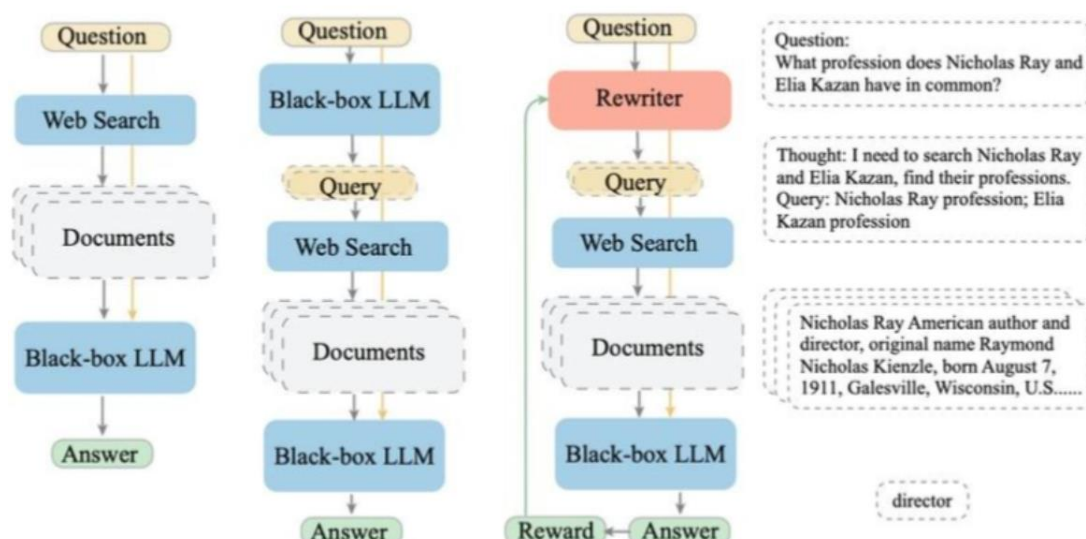 Question
Web Search
Documents
Black-box LLM
Answer
Question
Black-box LLM
Query
Web Search
Documents
Black-box LLM
Answer
Question
Rewriter
Query
Web Search
Documents
Black-box LLM
Reward
Answer
Question:
What profession does Nicholas Ray and
Elia Kazan have in common?
Thought: I need to search Nicholas Ray
and Elia Kazan, find their professions.
Query: Nicholas Ray profession; Elia
Kazan profession
Nicholas Ray American author and
director, original name Raymond
Nicholas Kienzle, born August 7,
1911, Galesville, Wisconsin, U.S......
director